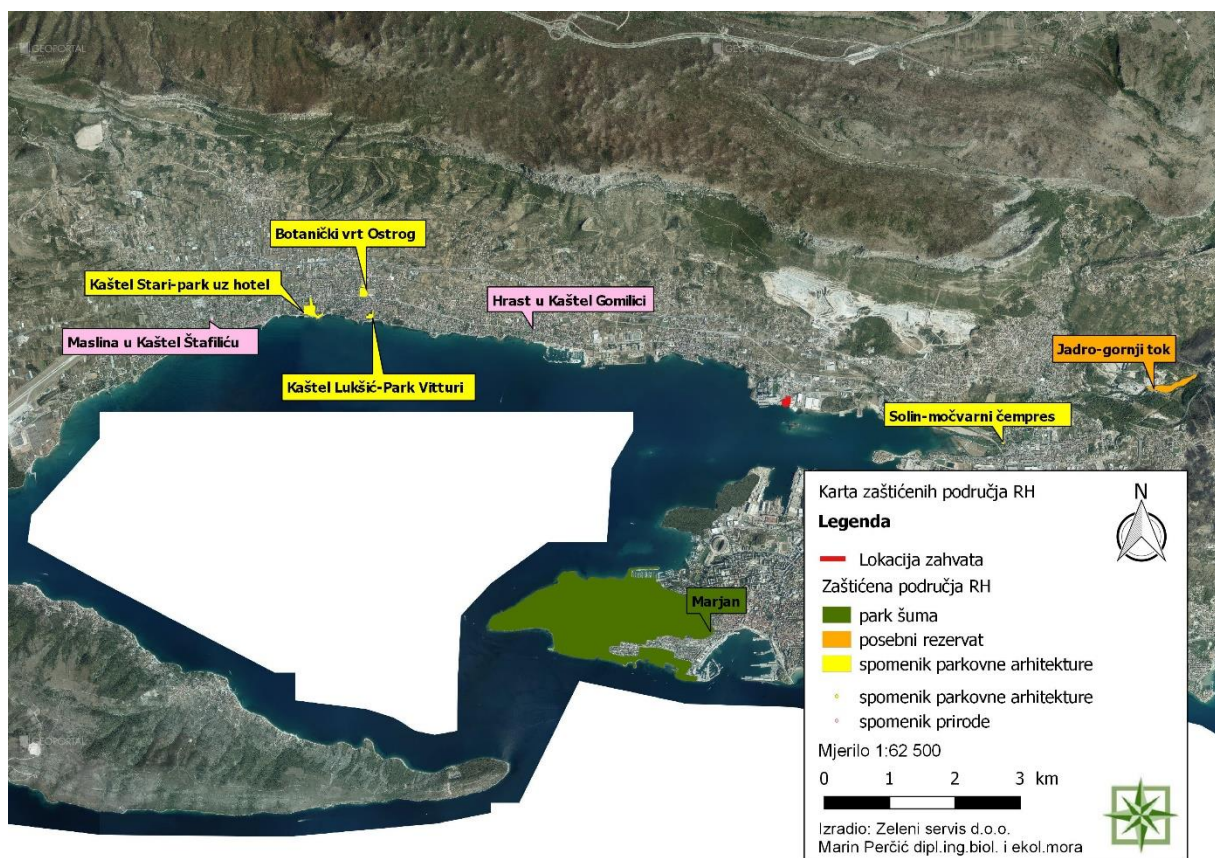 GEOPORTAL
GEOPORTAL
Botanički vrt Ostrog
Kaštel Stari-park uz hotel
Hrast u Kaštel Gomilici
Maslina u Kaštel Štafiliću
Jadro-gornji tok
Kaštel Lukšić-Park Vitturi
Solin-močvarni čempres
Marjan
GEOPORTAL
Karta zaštićenih područja RH
N
Legenda
Lokacija zahvata
Zaštićena područja RH
park šuma
posebni rezervat
spomenik parkovne arhitekture
spomenik parkovne arhitekture
spomenik prirode
Mjerilo 1:62 500
0 1 2 3 km
Izradio: Zeleni servis d.o.o.
Marin Perčić dipl.ing.biol. i ekol.mora